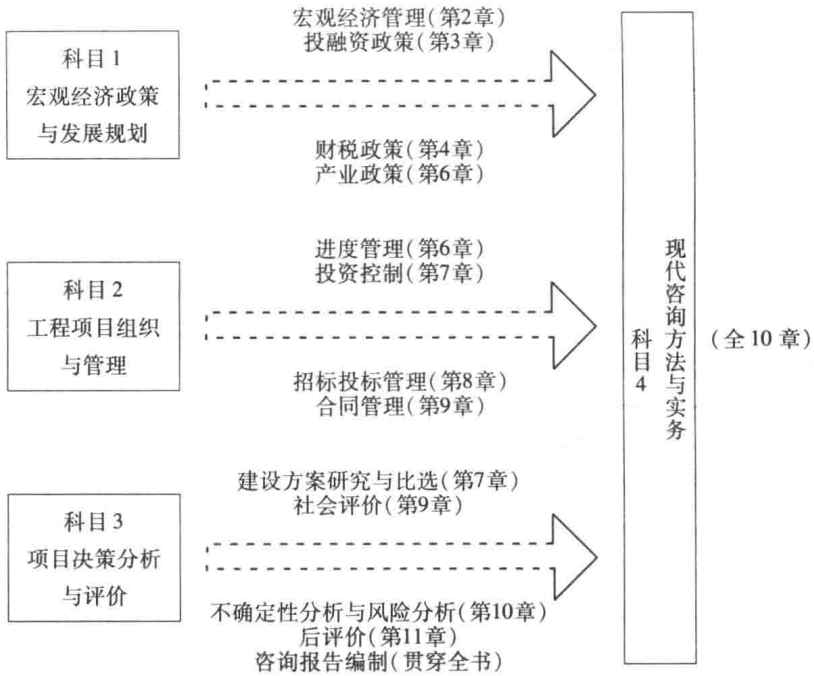 宏观经济管理(第2章)
投融资政策(第3章)
科目1
宏观经济政策
与发展规划
财税政策(第4章)
产业政策(第6章)
进度管理(第6章)
投资控制(第7章)
科目2
工程项目组织
与管理
招标投标管理(第8章)
合同管理(第9章)
建设方案研究与比选(第7章)
社会评价(第9章)
科目3
项目决策分析
与评价
不确定性分析与风险分析(第10章)
后评价(第11章)
咨询报告编制(贯穿全书)
科目4
现代咨询方法与实务
(全10章)